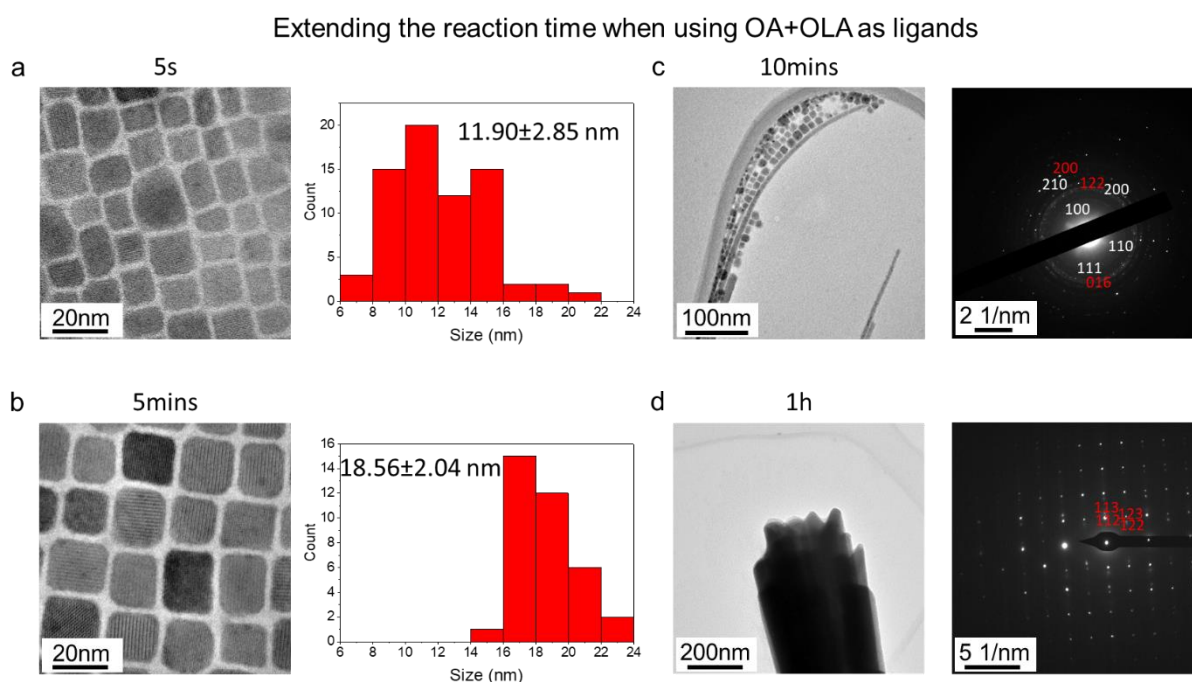 Extending the reaction time when using OA+OLA as ligands
a
5s
20nm
Count
20
15
10
5
0
11.90±2.85 nm
6 8 10 12 14 16 18 20 22 24
Size (nm)
b
5mins
20nm
Count
16
14
12
10
8
6
4
2
0
18.56±2.04 nm
6 8 10 12 14 16 18 20 22 24
Size (nm)
c
10mins
100nm
200
210 122 200
100
110
111
016
2 1/nm
d
1h
200nm
113 123
112 122
5 1/nm